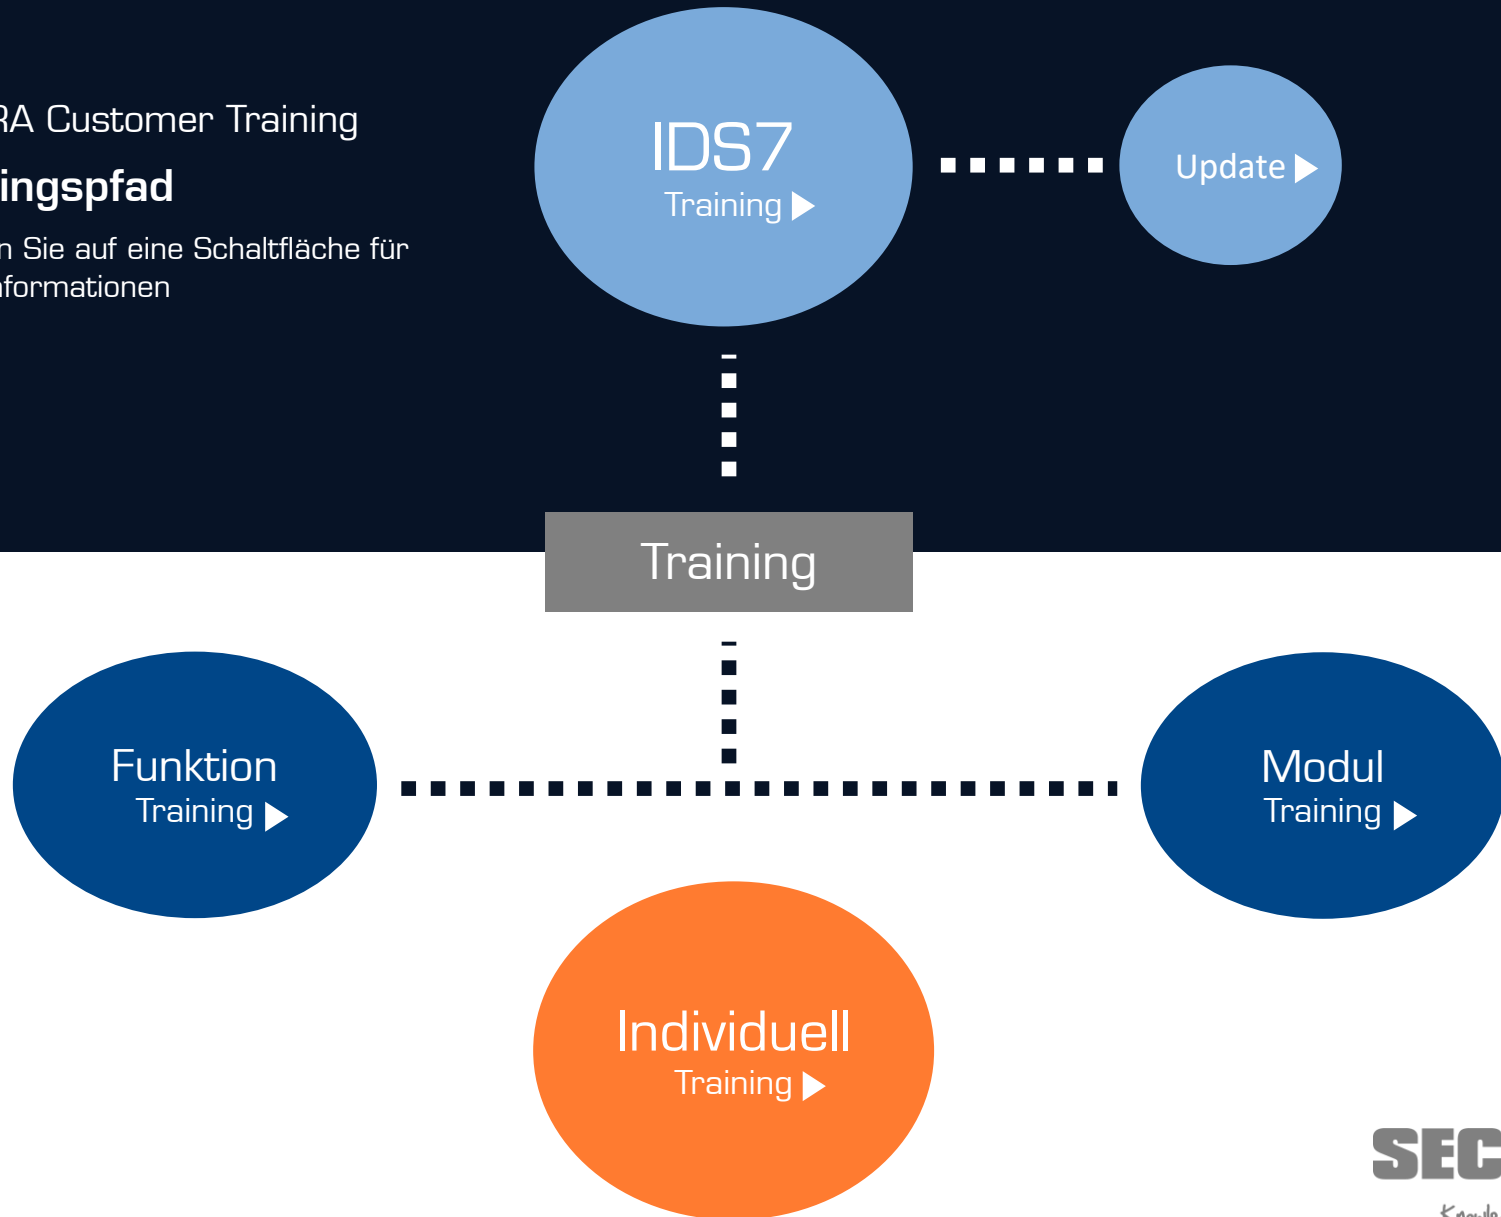 RA Customer Training
ingspfad
n Sie auf eine Schaltfläche für
nformationen
IDS7
Training
Update
Training
Funktion
Training
Modul
Training
Individuell
Training
SEC
Knowle